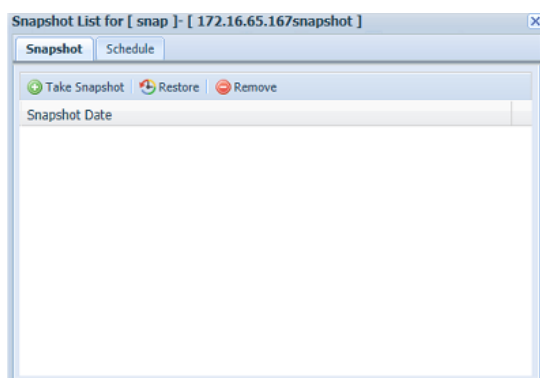 Snapshot List for [ snap ]- [ 172.16.65.167snapshot ]
Snapshot Schedule
Take Snapshot Restore Remove
Snapshot Date